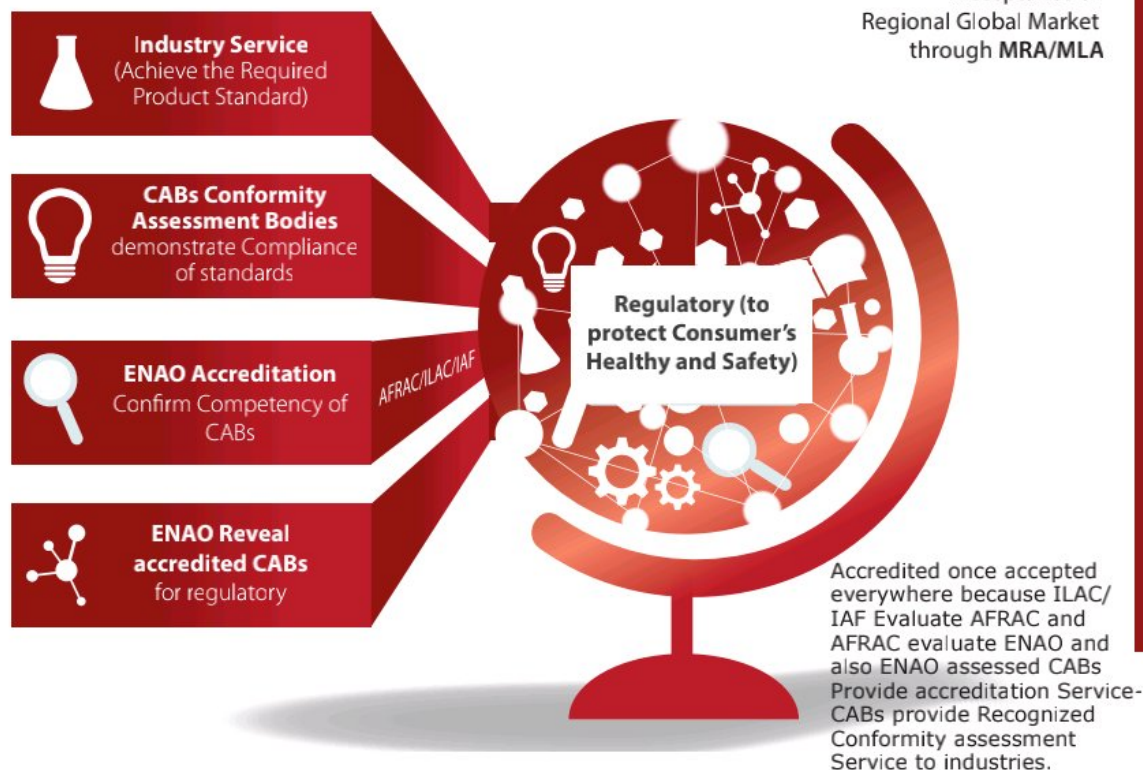 Regional Global Market
through MRA/MLA
Industry Service
(Achieve the Required
Product Standard)
CABs Conformity
Assessment Bodies
demonstrate Compliance
of standards
ENAO Accreditation
Confirm Competency of
CABs
ENAO Reveal
accredited CABs
for regulatory
AFRAC/ILAC/IAF
Regulatory (to
protect Consumer's
Healthy and Safety)
Accredited once accepted
everywhere because ILAC/
IAF Evaluate AFRAC and
AFRAC evaluate ENAO and
also ENAO assessed CABs
Provide accreditation Service-
CABs provide Recognized
Conformity assessment
Service to industries.